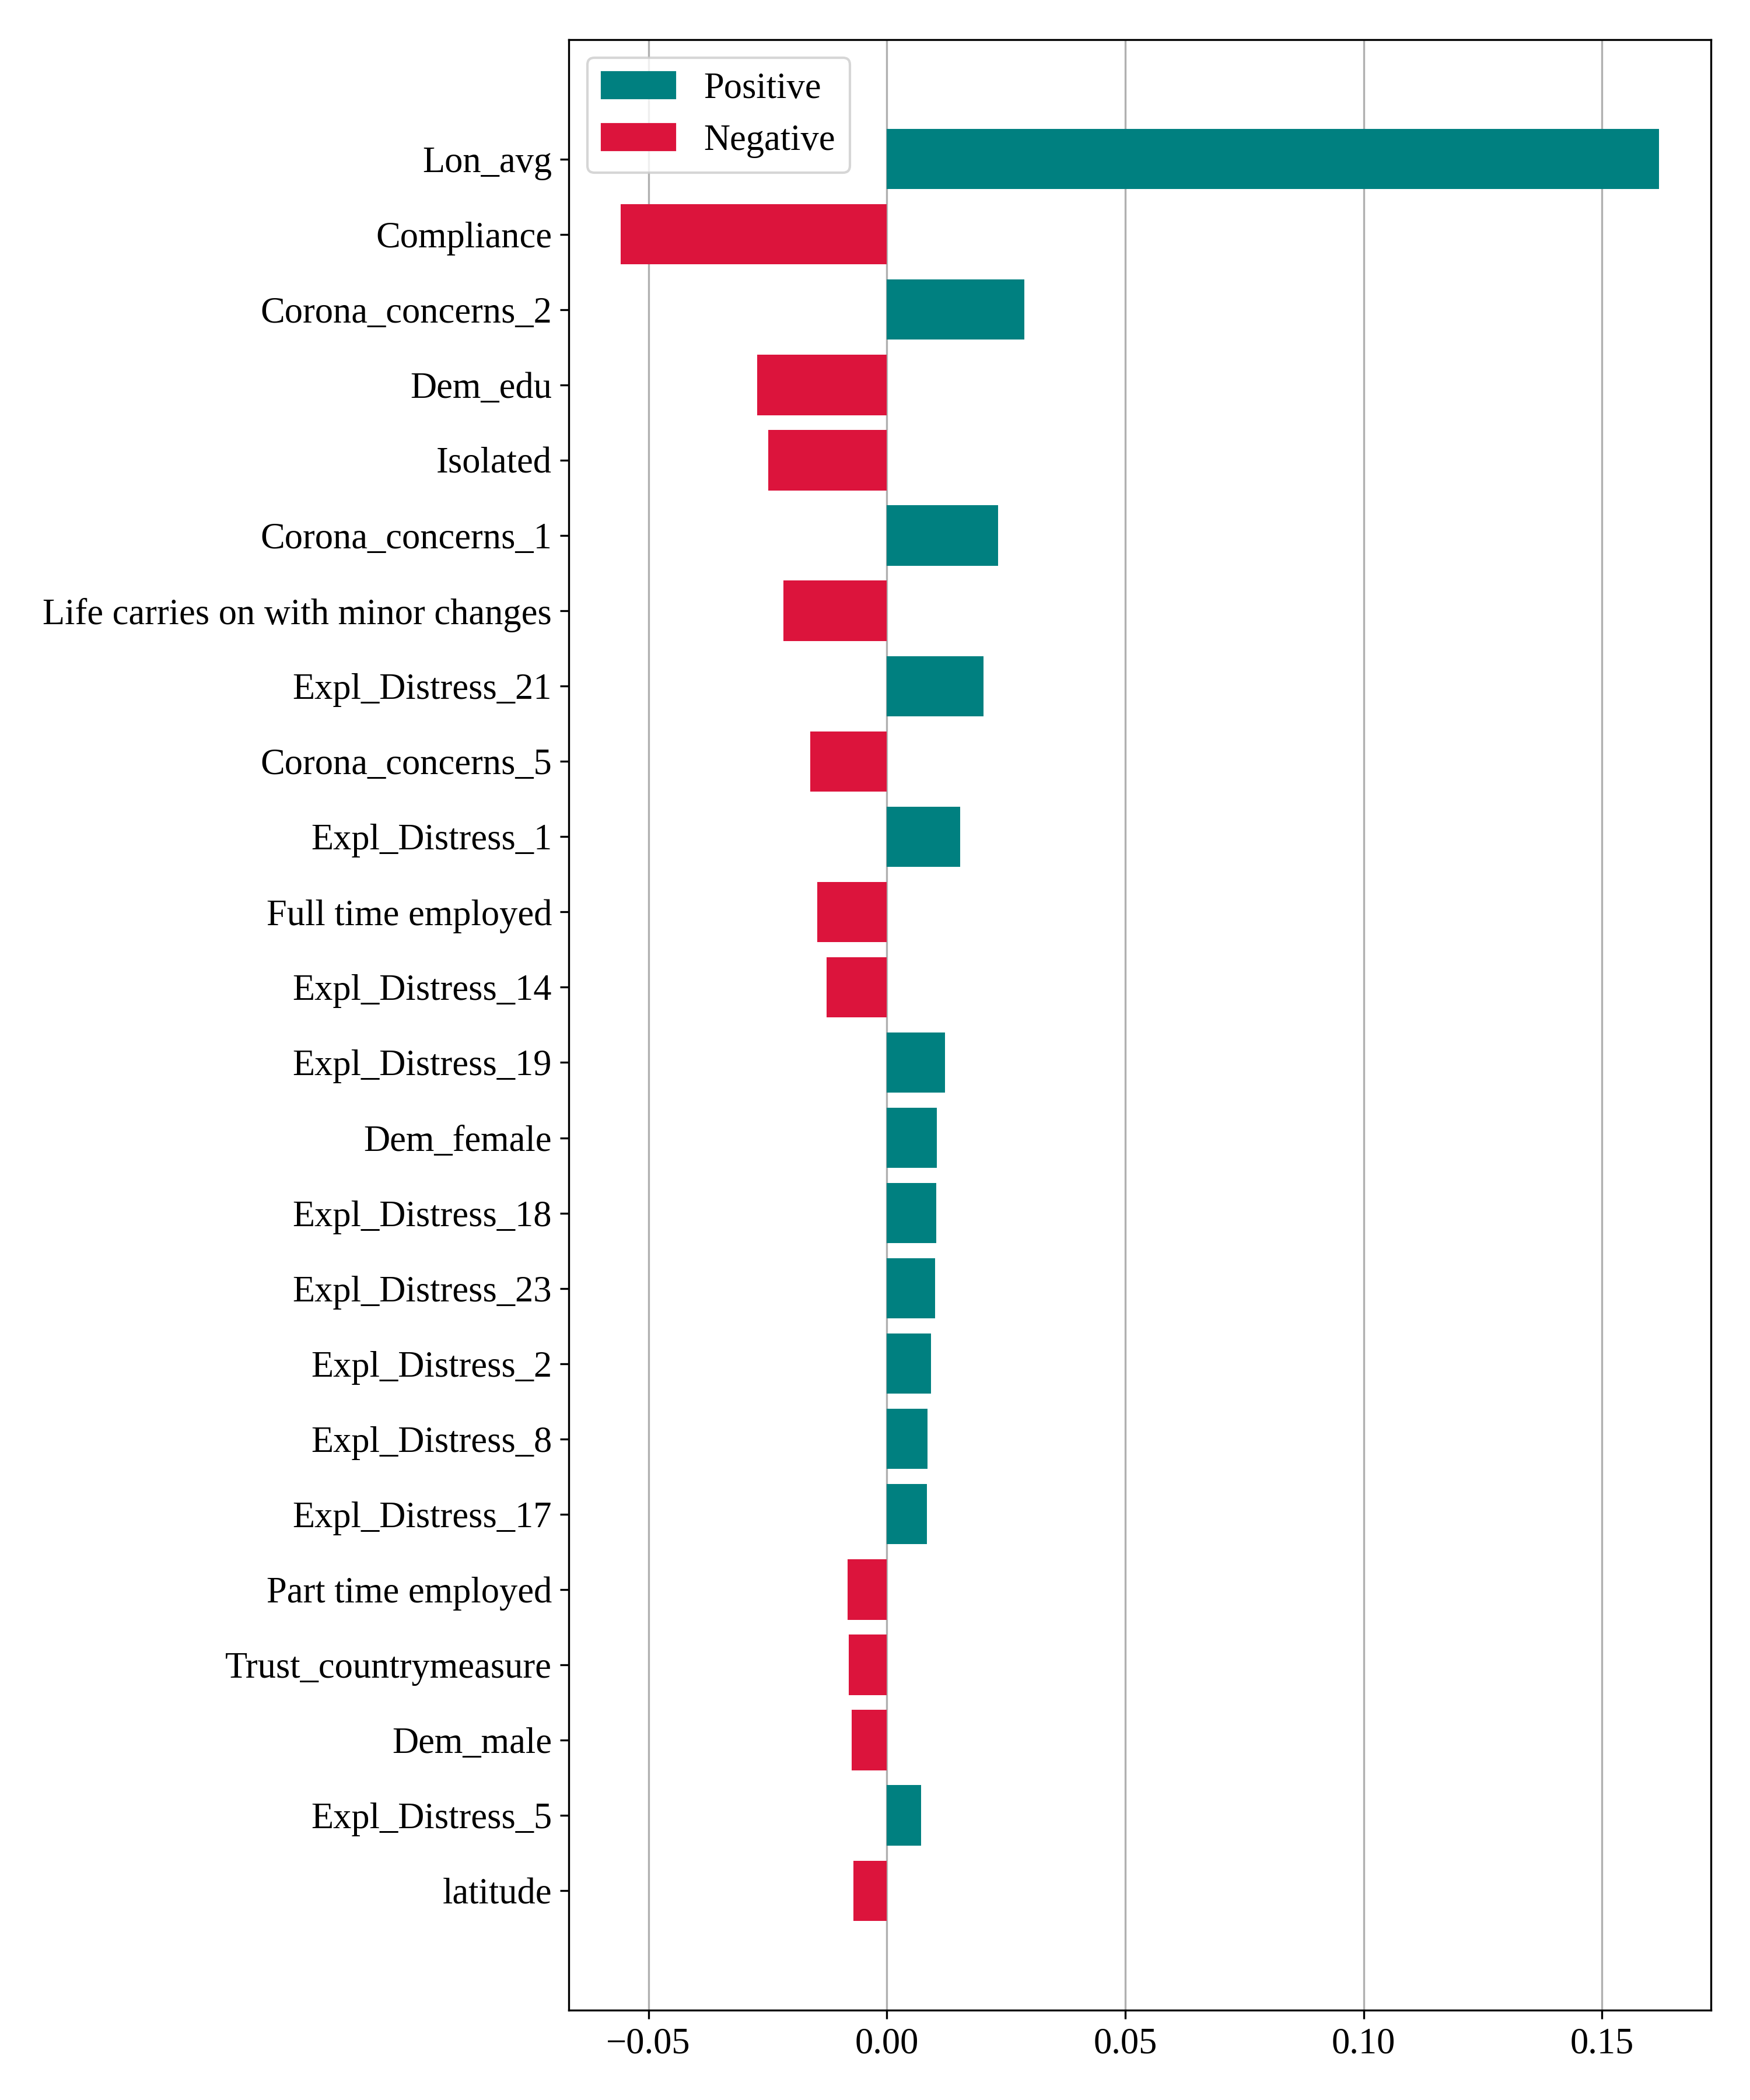 Positive
Negative
Lon_avg
Compliance
Corona_concerns_2
Dem_edu
Isolated
Corona_concerns_1
Life carries on with minor changes
Expl_Distress_21
Corona_concerns_5
Expl_Distress_1
Full time employed
Expl_Distress_14
Expl_Distress_19
Dem_female
Expl_Distress_18
Expl_Distress_23
Expl_Distress_2
Expl_Distress_8
Expl_Distress_17
Part time employed
Trust_countrymeasure
Dem_male
Expl_Distress_5
latitude
−0.05 0.00 0.05 0.10 0.15